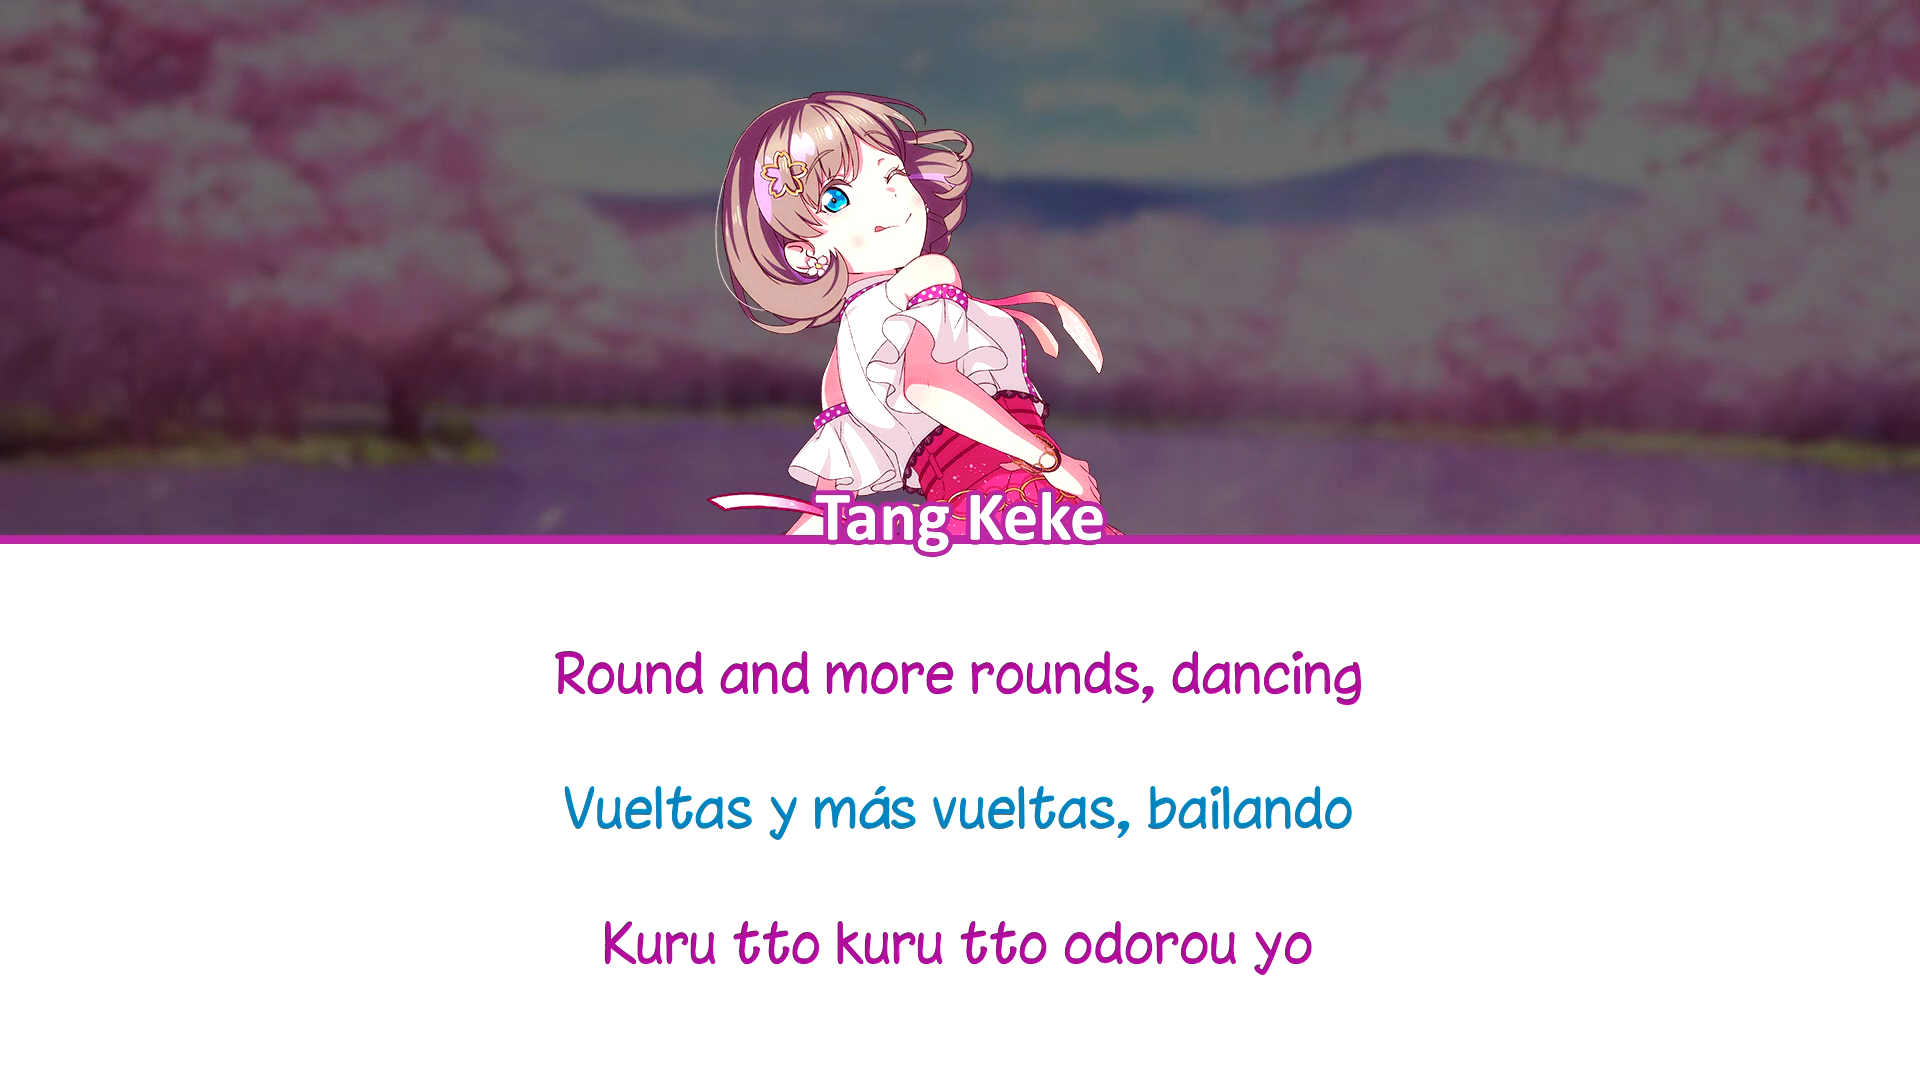 Tang Keke
Round and more rounds, dancing
Vueltas y más vueltas, bailando
Kuru tto kuru tto odorou yo